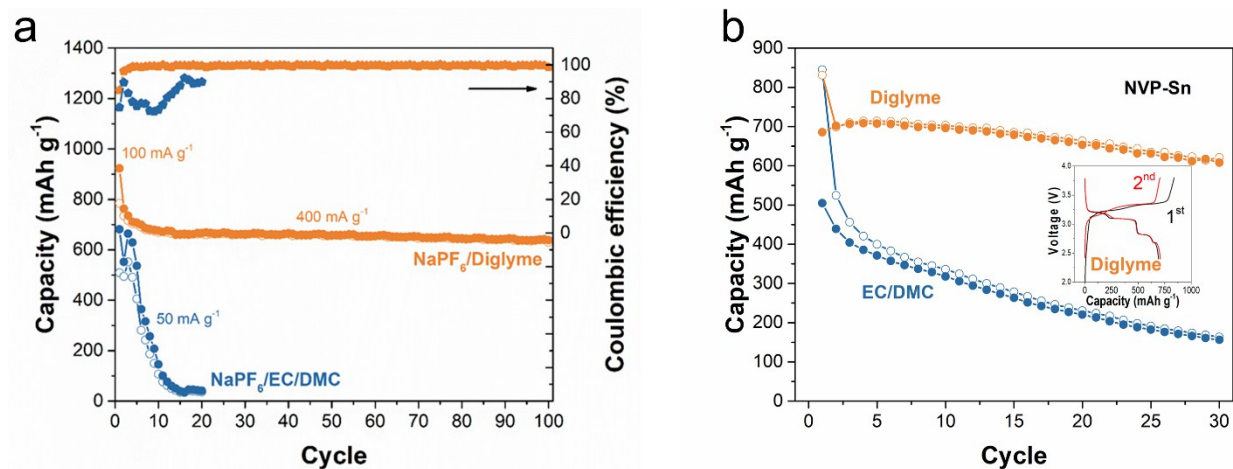 a
1400
1200
1000
800
600
400
200
0
Capacity (mAh g⁻¹)
0 10 20 30 40 50 60 70 80 90 100
Cycle
100
80
60
40
20
0
Coulombic efficiency (%)
100 mA g⁻¹
400 mA g⁻¹
NaPF₆/Diglyme
50 mA g⁻¹
NaPF₆/EC/DMC
b
900
800
700
600
500
400
300
200
100
0
Capacity (mAh g⁻¹)
0 5 10 15 20 25 30
Cycle
Diglyme
NVP-Sn
EC/DMC
4.0
3.5
3.0
2.5
2.0
Voltage (V)
2ⁿᵈ
1ˢᵗ
Diglyme
0 250 500 750 1000
Capacity (mAh g⁻¹)